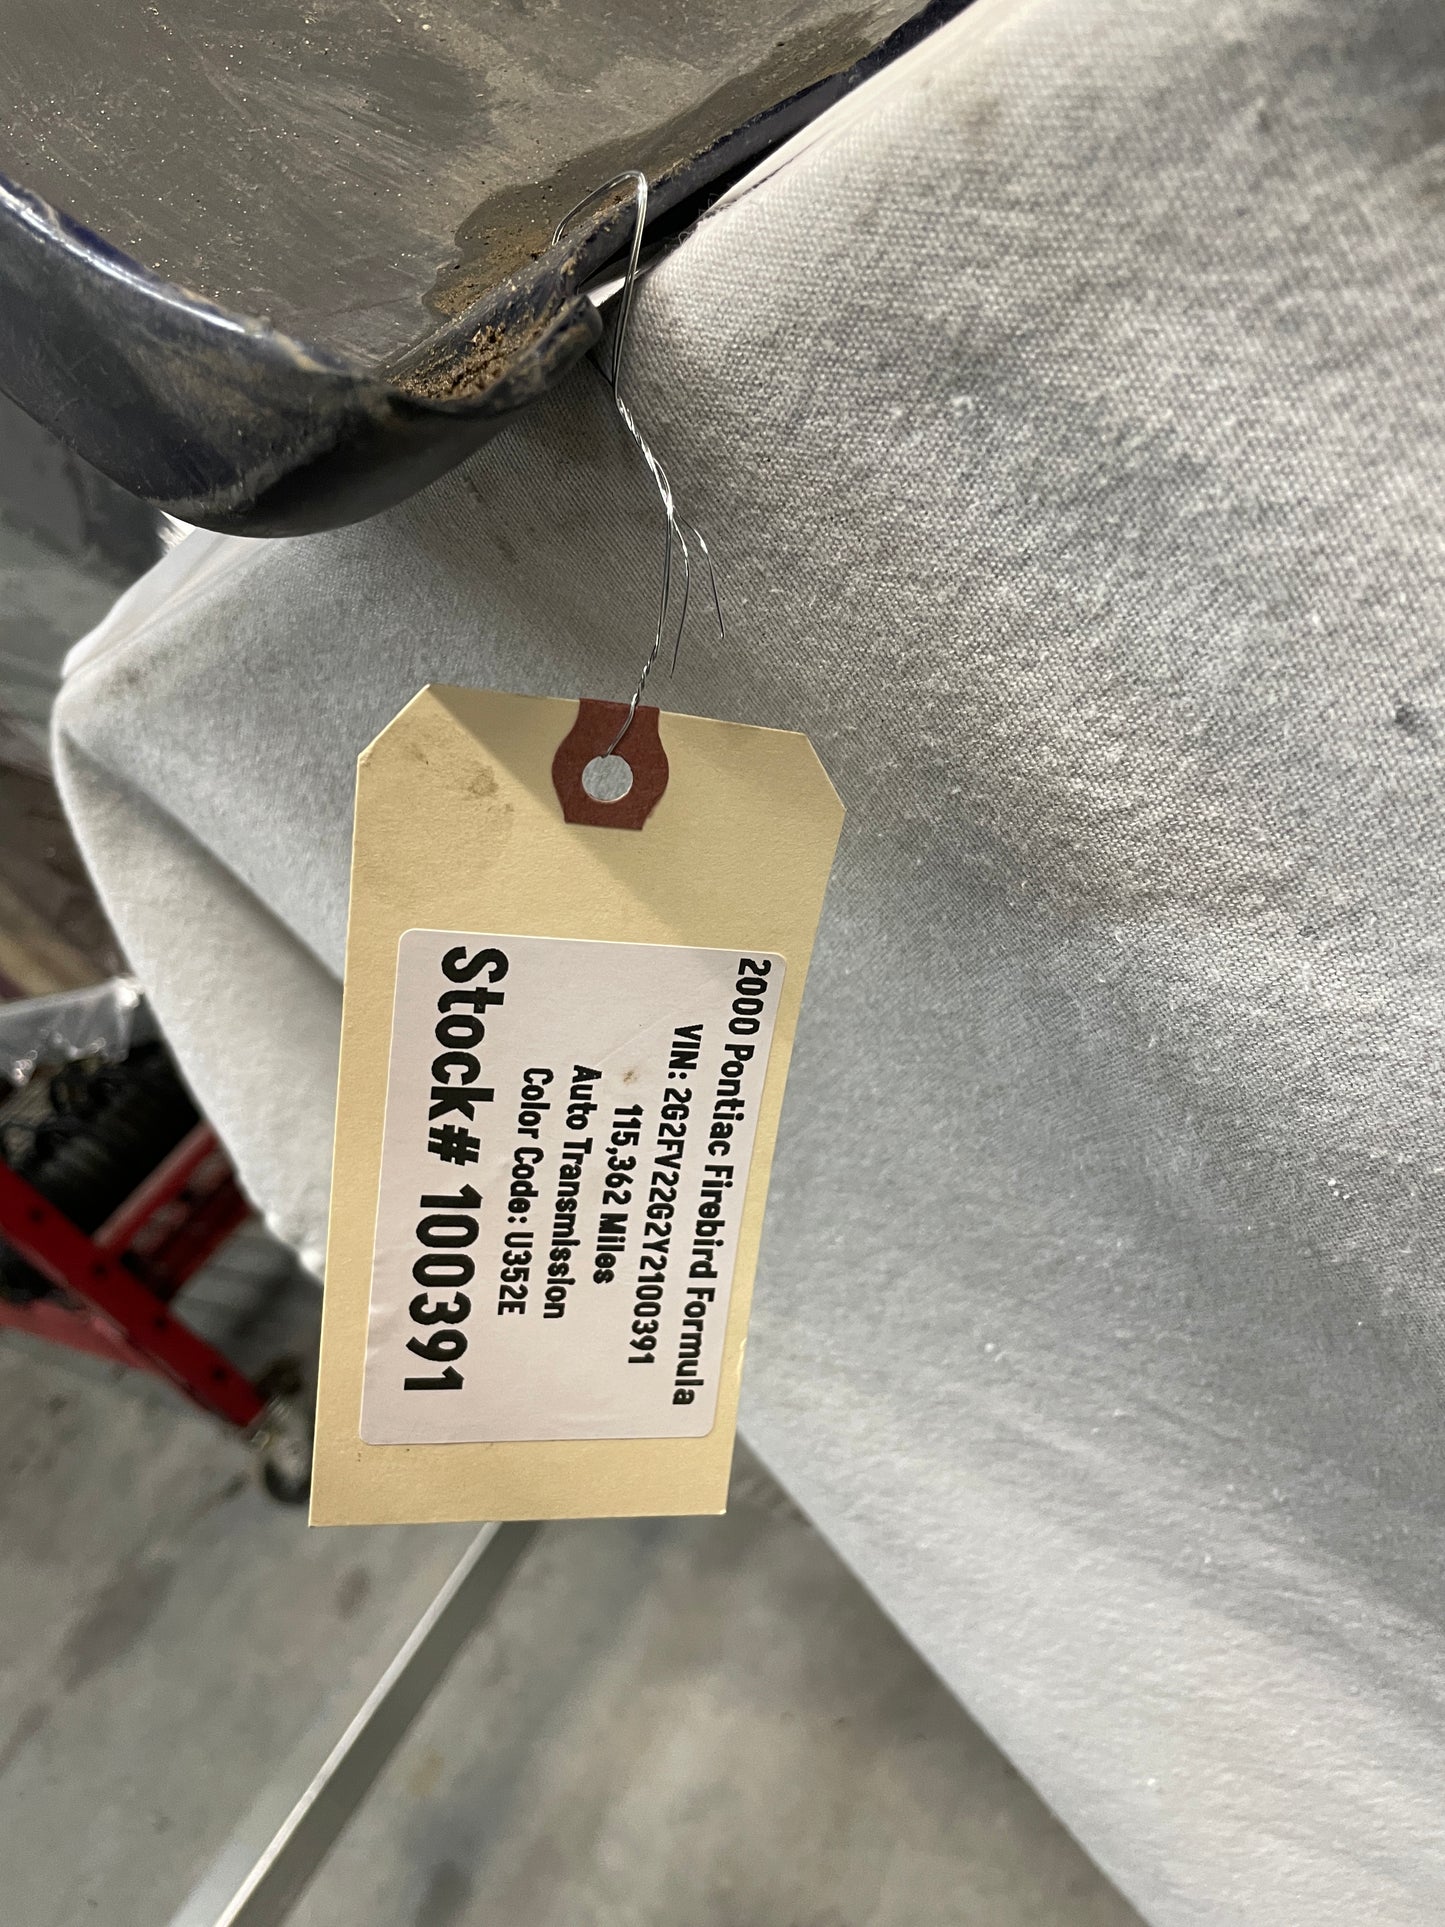 2000 Pontiac Firebird Formula
VIN: 2G2FV22G2Y2100391
115,362 Miles
Auto Transmission
Color Code: U352E
Stock# 100391